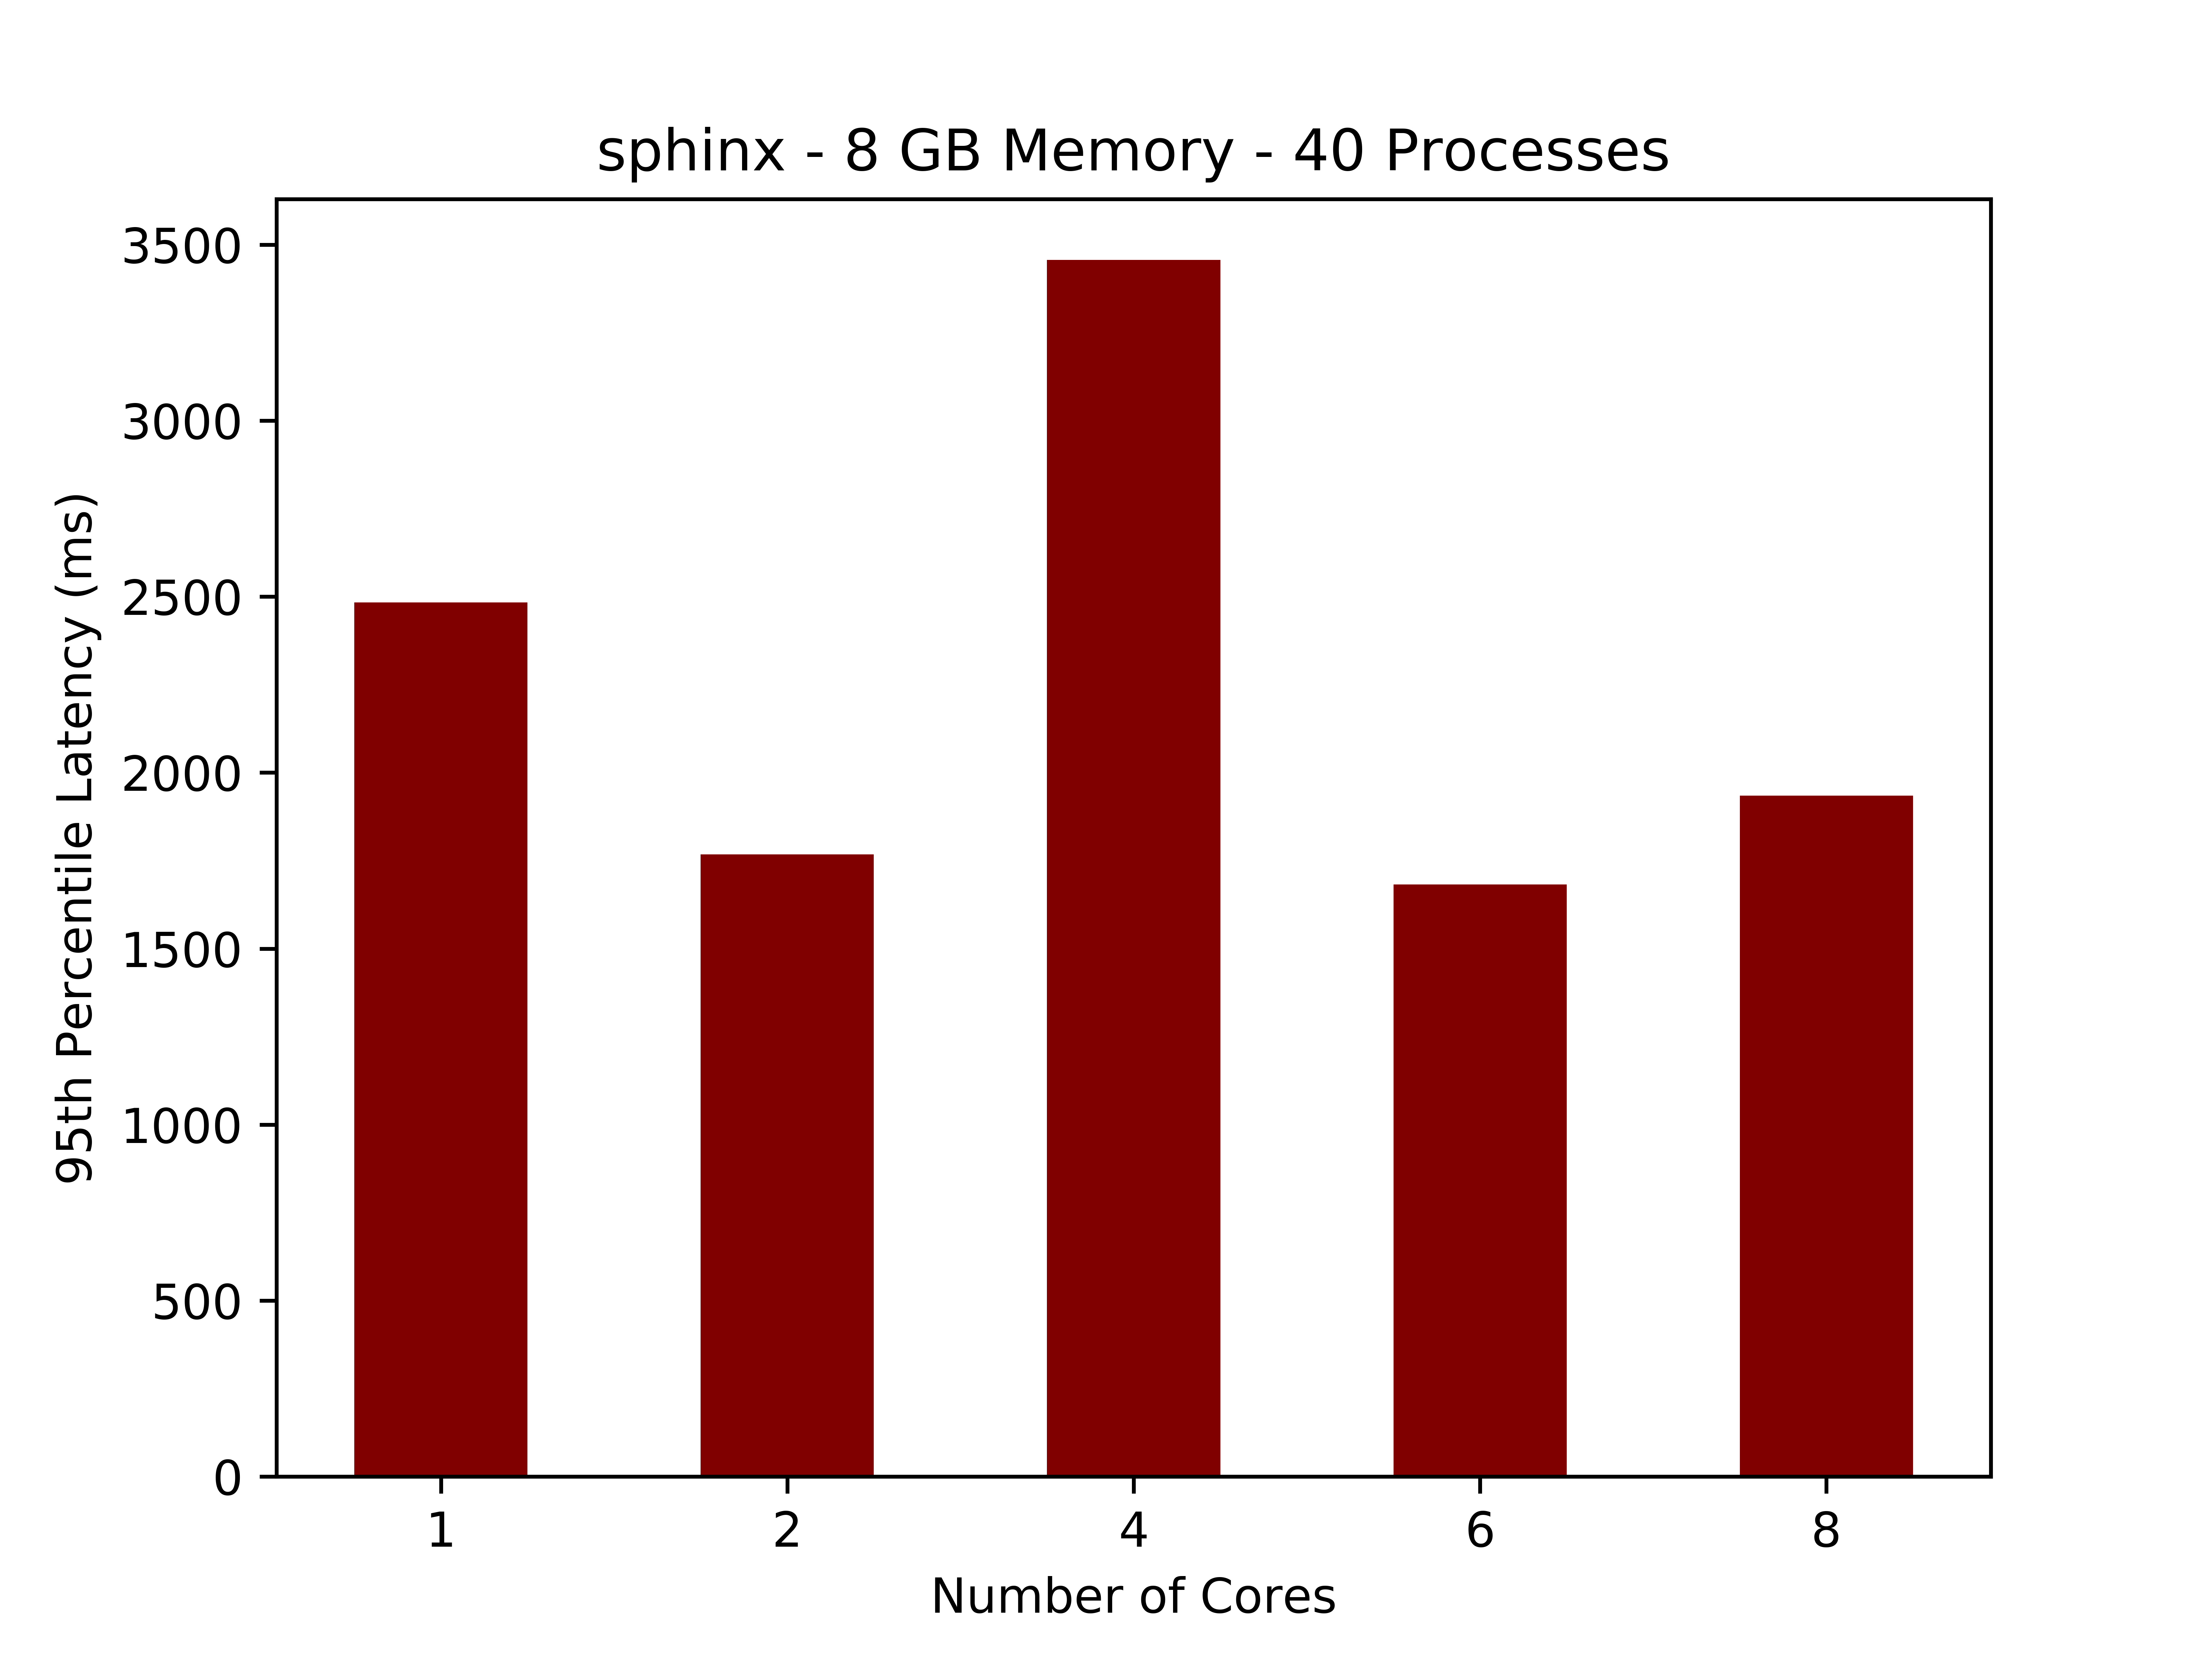 sphinx - 8 GB Memory - 40 Processes
3500
3000
2500
2000
1500
1000
500
0
95th Percentile Latency (ms)
1 2 4 6 8
Number of Cores